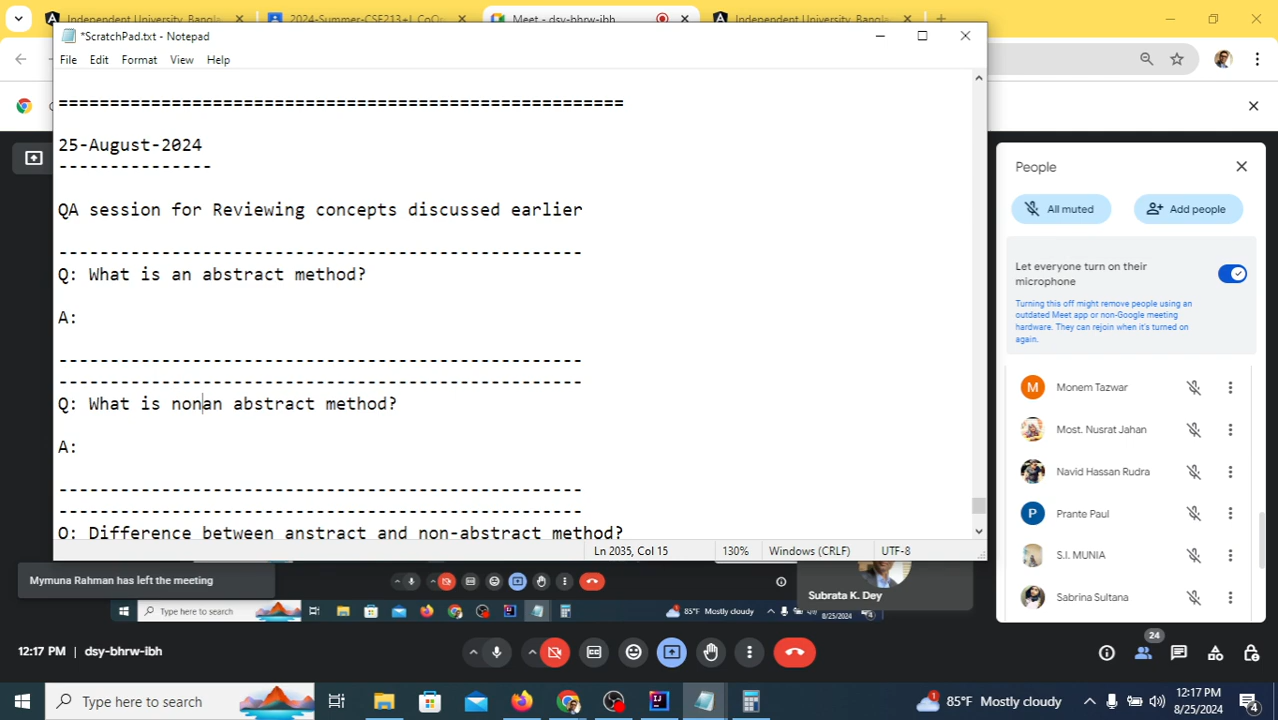 Independent University, Bangla
2024-Summer-CSE213+L CoQs
Meet - dsy-bhrw-ibh
Independent University, Bangla
*ScratchPad.txt - Notepad
File Edit Format View Help
======================================================
25-August-2024
---------------
QA session for Reviewing concepts discussed earlier
---------------------------------------------------
Q: What is an abstract method?
A:
---------------------------------------------------
---------------------------------------------------
Q: What is nonan abstract method?
A:
---------------------------------------------------
---------------------------------------------------
Q: Difference between anstract and non-abstract method?
Ln 2035, Col 15 130% Windows (CRLF) UTF-8
People
All muted
Add people
Let everyone turn on their
microphone
Turning this off might remove people using an
outdated Meet app or non-Google meeting
hardware. They can rejoin when it's turned on
again.
Monem Tazwar
Most. Nusrat Jahan
Navid Hassan Rudra
P Prante Paul
S.I. MUNIA
Sabrina Sultana
Mymuna Rahman has left the meeting
Subrata K. Dey
Type here to search
85°F Mostly cloudy
8/25/2024
12:17 PM dsy-bhrw-ibh
24
Type here to search
85°F Mostly cloudy
12:17 PM
8/25/2024
4